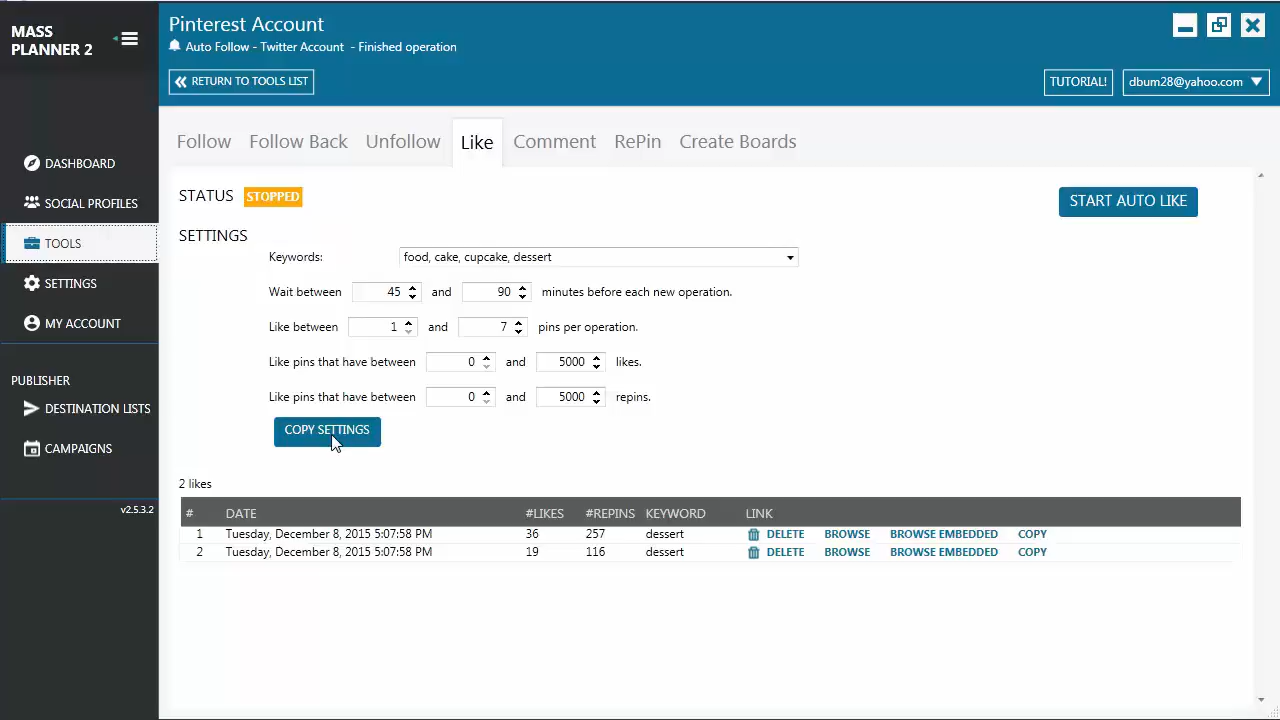 MASS
PLANNER 2
Pinterest Account
Auto Follow - Twitter Account - Finished operation
RETURN TO TOOLS LIST
TUTORIAL!
dbum28@yahoo.com
DASHBOARD
SOCIAL PROFILES
TOOLS
SETTINGS
MY ACCOUNT
PUBLISHER
DESTINATION LISTS
CAMPAIGNS
v2.5.3.2
Follow Follow Back Unfollow Like Comment RePin Create Boards
STATUS STOPPED
START AUTO LIKE
SETTINGS
Keywords: food, cake, cupcake, dessert
Wait between 45 and 90 minutes before each new operation.
Like between 1 and 7 pins per operation.
Like pins that have between 0 and 5000 likes.
Like pins that have between 0 and 5000 repins.
COPY SETTINGS
2 likes
# DATE #LIKES #REPINS KEYWORD LINK
1 Tuesday, December 8, 2015 5:07:58 PM 36 257 dessert DELETE BROWSE BROWSE EMBEDDED COPY
2 Tuesday, December 8, 2015 5:07:58 PM 19 116 dessert DELETE BROWSE BROWSE EMBEDDED COPY